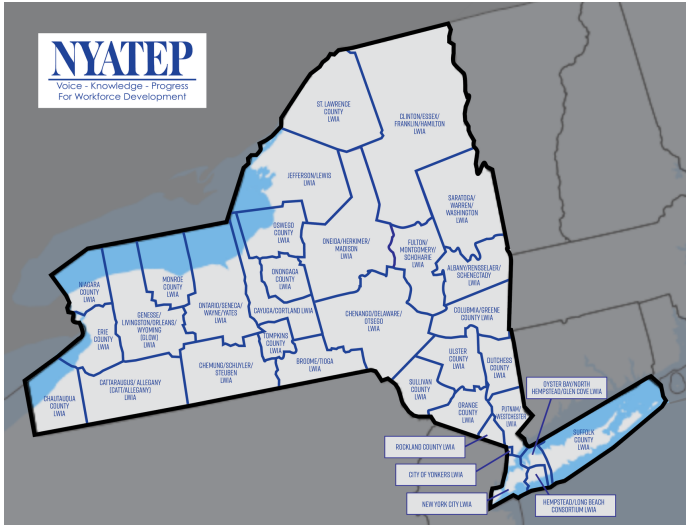 NYATEP
Voice - Knowledge - Progress
For Workforce Development
ST. LAWRENCE
COUNTY
LWIA
CLINTON/ESSEX/
FRANKLIN/HAMILTON
LWIA
JEFFERSON/LEWIS
LWIA
SARATOGA/
WARREN/
WASHINGTON
LWIA
OSWEGO
COUNTY
LWIA
ONEIDA/HERKIMER/
MADISON
LWIA
FULTON/
MONTGOMERY/
SCHOHARIE
LWIA
ALBANY/RENSSELAER/
SCHENECTADY
LWIA
NIAGARA
COUNTY
LWIA
MONROE
COUNTY
LWIA
ONONGAGA
COUNTY
LWIA
GENESSE/
LIVINGSTON/ORLEANS/
WYOMING
(GLOW)
LWIA
ONTARIO/SENECA/
WAYNE/YATES
LWIA
CAYUGA/CORTLAND LWIA
CHENANGO/DELAWARE/
OTSEGO
LWIA
COLUBMIA/GREENE
COUNTY LWIA
ERIE
COUNTY
LWIA
TOMPKINS
COUNTY
LWIA
ULSTER
COUNTY
LWIA
DUTCHESS
COUNTY
LWIA
CHAUTAUQUA
COUNTY
LWIA
CATTARAUGUS/ ALLEGANY
(CATT/ALLEGANY)
LWIA
CHEMUNG/SCHUYLER/
STEUBEN
LWIA
BROOME/TIOGA
LWIA
SULLIVAN
COUNTY
LWIA
ORANGE
COUNTY
LWIA
PUTNAM/
WESTCHESTER
LWIA
OYSTER BAY/NORTH
HEMPSTEAD/GLEN COVE LWIA
SUFFOLK
COUNTY
LWIA
ROCKLAND COUNTY LWIA
CITY OF YONKERS LWIA
NEW YORK CITY LWIA
HEMPSTEAD/LONG BEACH
CONSORTIUM LWIA